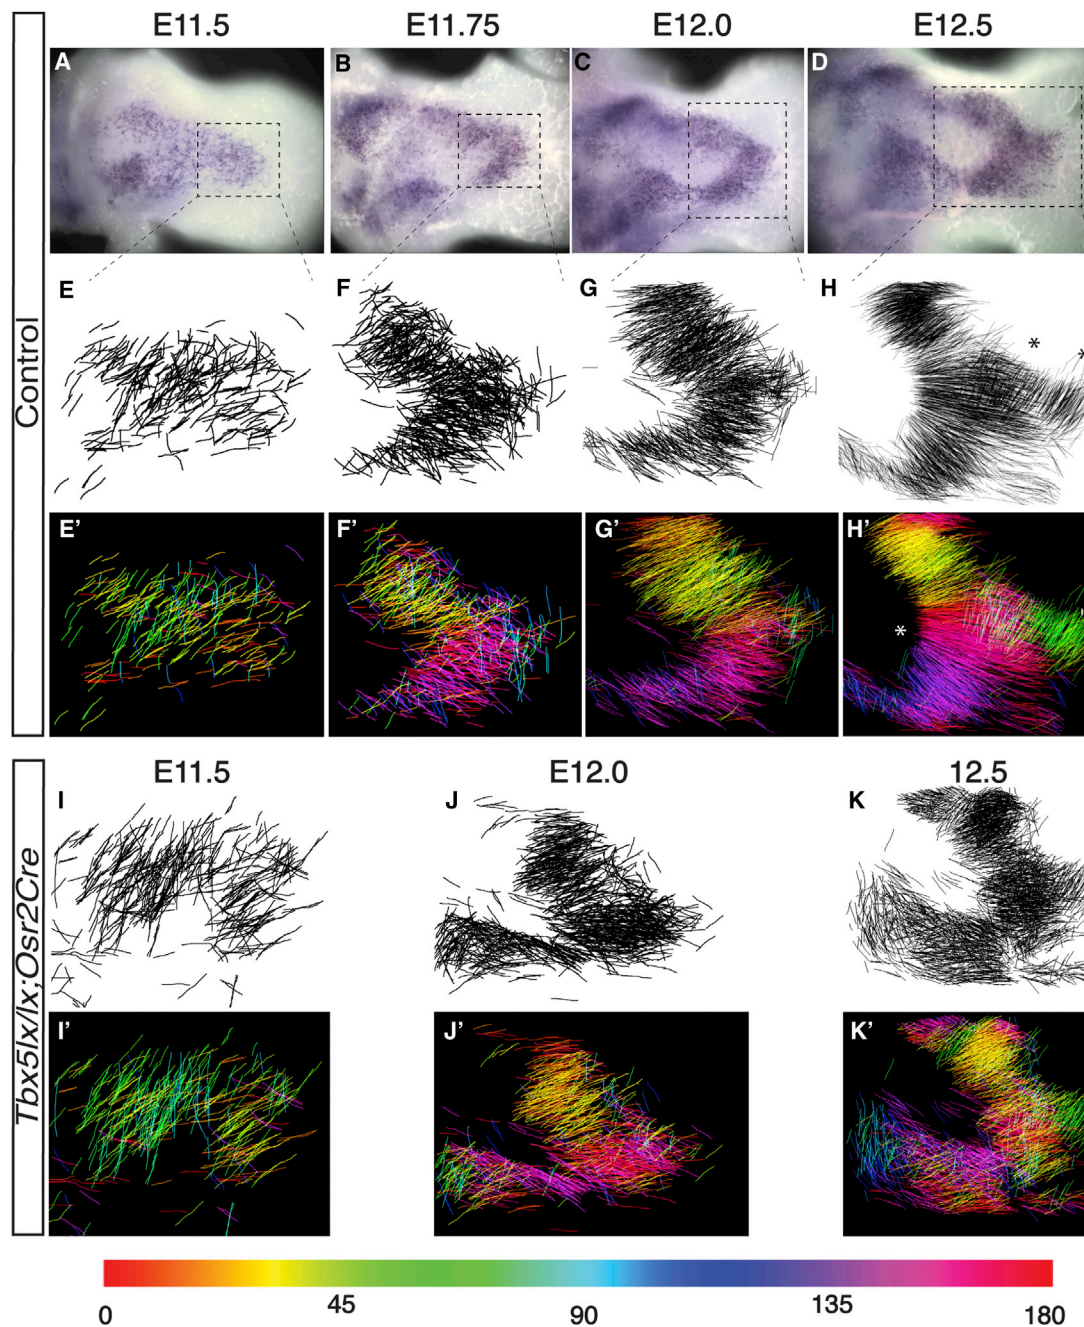 E11.5 E11.75 E12.0 E12.5
A B C D
Control
E F G H
* *
E' F' G' H'
*
E11.5 E12.0 12.5
I J K
Tbx5lx/lx;Osr2Cre
I' J' K'
0 45 90 135 180